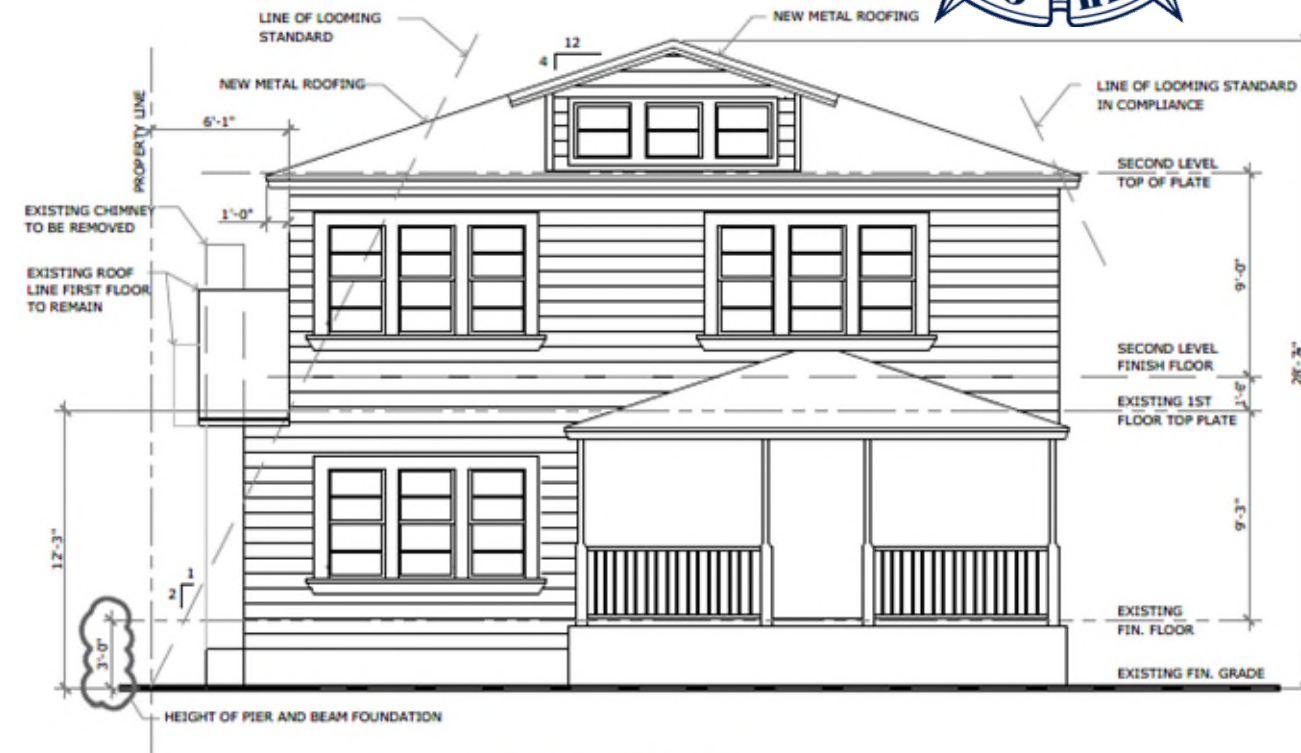 LINE OF LOOMING
STANDARD
NEW METAL ROOFING
12
4
NEW METAL ROOFING
LINE OF LOOMING STANDARD
IN COMPLIANCE
PROPERTY LINE
6'-1"
SECOND LEVEL
TOP OF PLATE
EXISTING CHIMNEY
TO BE REMOVED
1'-0"
EXISTING ROOF
LINE FIRST FLOOR
TO REMAIN
9'-0"
SECOND LEVEL
FINISH FLOOR
1'-6"
EXISTING 1ST
FLOOR TOP PLATE
12'-3"
9'-3"
1
2
3'-0"
EXISTING
FIN. FLOOR
EXISTING FIN. GRADE
HEIGHT OF PIER AND BEAM FOUNDATION